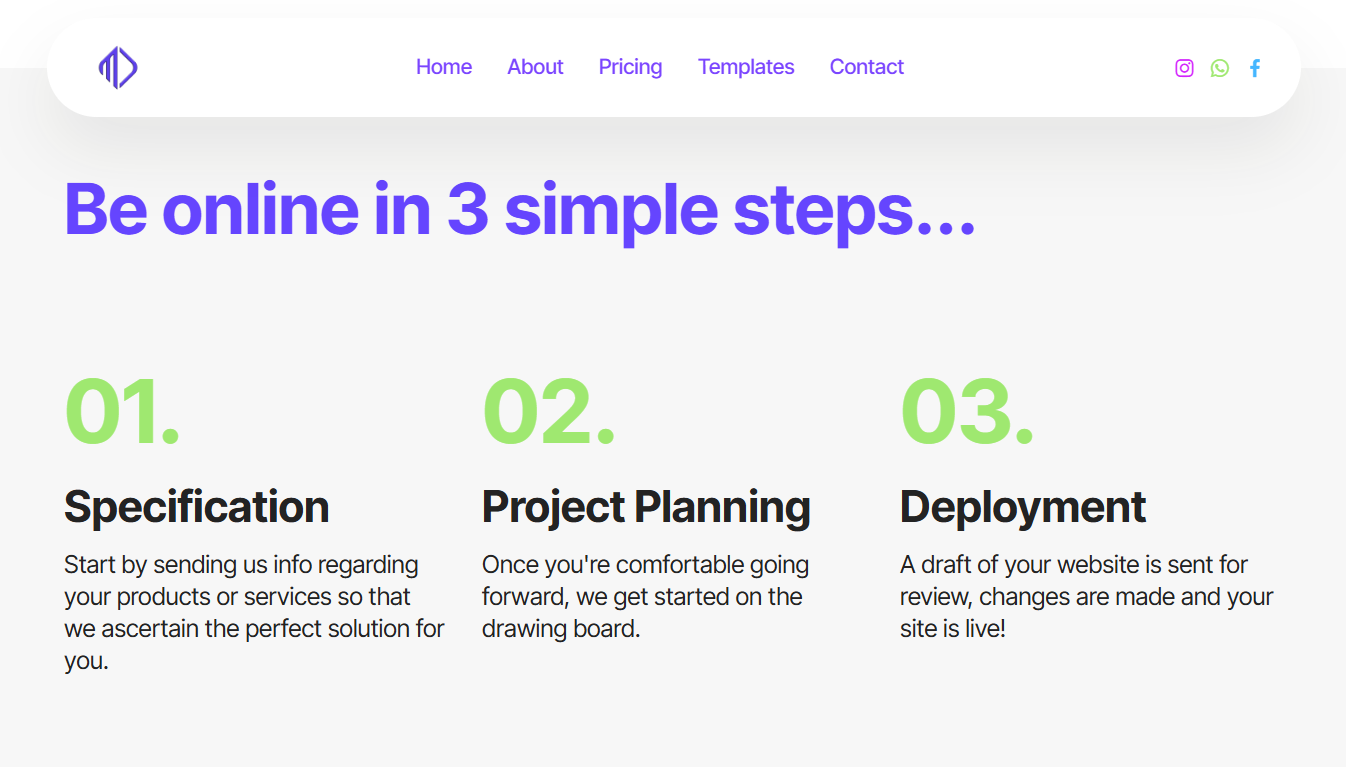 Home About Pricing Templates Contact
Be online in 3 simple steps...
01.
Specification
Start by sending us info regarding
your products or services so that
we ascertain the perfect solution for
you.
02.
Project Planning
Once you're comfortable going
forward, we get started on the
drawing board.
03.
Deployment
A draft of your website is sent for
review, changes are made and your
site is live!